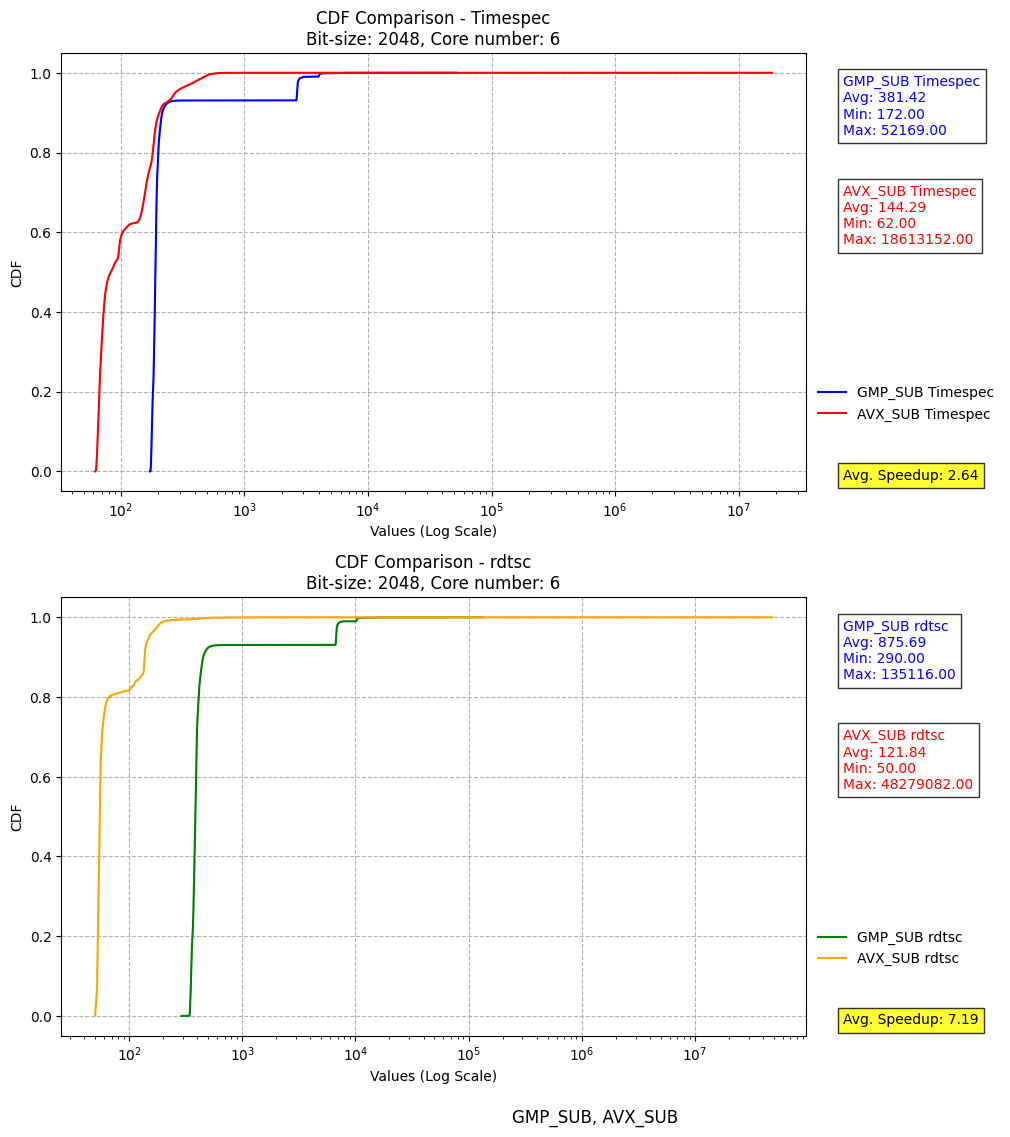 CDF Comparison - Timespec
Bit-size: 2048, Core number: 6
1.0
0.8
0.6
0.4
0.2
0.0
CDF
10²
10³
10⁴
10⁵
10⁶
10⁷
Values (Log Scale)
GMP_SUB Timespec
Avg: 381.42
Min: 172.00
Max: 52169.00
AVX_SUB Timespec
Avg: 144.29
Min: 62.00
Max: 18613152.00
GMP_SUB Timespec
AVX_SUB Timespec
Avg. Speedup: 2.64
CDF Comparison - rdtsc
Bit-size: 2048, Core number: 6
1.0
0.8
0.6
0.4
0.2
0.0
CDF
10²
10³
10⁴
10⁵
10⁶
10⁷
Values (Log Scale)
GMP_SUB rdtsc
Avg: 875.69
Min: 290.00
Max: 135116.00
AVX_SUB rdtsc
Avg: 121.84
Min: 50.00
Max: 48279082.00
GMP_SUB rdtsc
AVX_SUB rdtsc
Avg. Speedup: 7.19
GMP_SUB, AVX_SUB